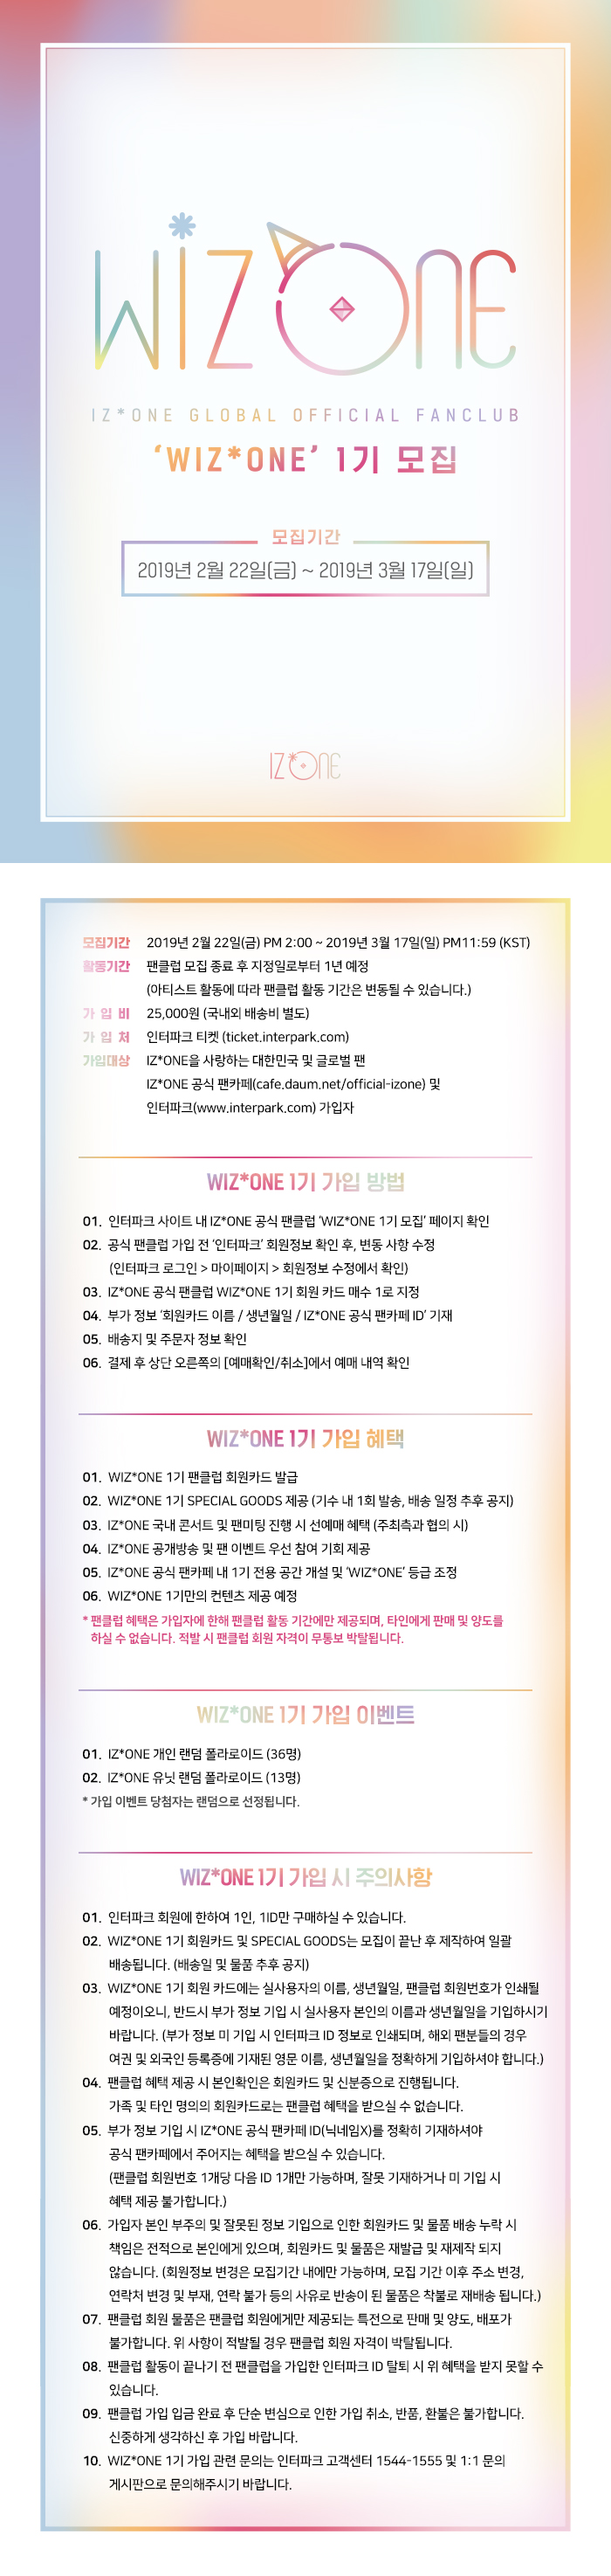 WIZ*ONE
IZ*ONE GLOBAL OFFICIAL FANCLUB
‘WIZ*ONE’ 1기 모집
모집기간
2019년 2월 22일(금) ~ 2019년 3월 17일(일)
IZ*ONE
모집기간 2019년 2월 22일(금) PM 2:00 ~ 2019년 3월 17일(일) PM11:59 (KST)
활동기간 팬클럽 모집 종료 후 지정일로부터 1년 예정
(아티스트 활동에 따라 팬클럽 활동 기간은 변동될 수 있습니다.)
가 입 비 25,000원 (국내외 배송비 별도)
가 입 처 인터파크 티켓 (ticket.interpark.com)
가입대상 IZ*ONE을 사랑하는 대한민국 및 글로벌 팬
IZ*ONE 공식 팬카페(cafe.daum.net/official-izone) 및
인터파크(www.interpark.com) 가입자
WIZ*ONE 1기 가입 방법
01. 인터파크 사이트 내 IZ*ONE 공식 팬클럽 ‘WIZ*ONE 1기 모집’ 페이지 확인
02. 공식 팬클럽 가입 전 ‘인터파크’ 회원정보 확인 후, 변동 사항 수정
(인터파크 로그인 > 마이페이지 > 회원정보 수정에서 확인)
03. IZ*ONE 공식 팬클럽 WIZ*ONE 1기 회원 카드 매수 1로 지정
04. 부가 정보 ‘회원카드 이름 / 생년월일 / IZ*ONE 공식 팬카페 ID’ 기재
05. 배송지 및 주문자 정보 확인
06. 결제 후 상단 오른쪽의 [예매확인/취소]에서 예매 내역 확인
WIZ*ONE 1기 가입 혜택
01. WIZ*ONE 1기 팬클럽 회원카드 발급
02. WIZ*ONE 1기 SPECIAL GOODS 제공 (기수 내 1회 발송, 배송 일정 추후 공지)
03. IZ*ONE 국내 콘서트 및 팬미팅 진행 시 선예매 혜택 (주최측과 협의 시)
04. IZ*ONE 공개방송 및 팬 이벤트 우선 참여 기회 제공
05. IZ*ONE 공식 팬카페 내 1기 전용 공간 개설 및 ‘WIZ*ONE’ 등급 조정
06. WIZ*ONE 1기만의 컨텐츠 제공 예정
* 팬클럽 혜택은 가입자에 한해 팬클럽 활동 기간에만 제공되며, 타인에게 판매 및 양도를
하실 수 없습니다. 적발 시 팬클럽 회원 자격이 무통보 박탈됩니다.
WIZ*ONE 1기 가입 이벤트
01. IZ*ONE 개인 랜덤 폴라로이드 (36명)
02. IZ*ONE 유닛 랜덤 폴라로이드 (13명)
* 가입 이벤트 당첨자는 랜덤으로 선정됩니다.
WIZ*ONE 1기 가입 시 주의사항
01. 인터파크 회원에 한하여 1인, 1ID만 구매하실 수 있습니다.
02. WIZ*ONE 1기 회원카드 및 SPECIAL GOODS는 모집이 끝난 후 제작하여 일괄
배송됩니다. (배송일 및 물품 추후 공지)
03. WIZ*ONE 1기 회원 카드에는 실사용자의 이름, 생년월일, 팬클럽 회원번호가 인쇄될
예정이오니, 반드시 부가 정보 기입 시 실사용자 본인의 이름과 생년월일을 기입하시기
바랍니다. (부가 정보 미 기입 시 인터파크 ID 정보로 인쇄되며, 해외 팬분들의 경우
여권 및 외국인 등록증에 기재된 영문 이름, 생년월일을 정확하게 기입하셔야 합니다.)
04. 팬클럽 혜택 제공 시 본인확인은 회원카드 및 신분증으로 진행됩니다.
가족 및 타인 명의의 회원카드로는 팬클럽 혜택을 받으실 수 없습니다.
05. 부가 정보 기입 시 IZ*ONE 공식 팬카페 ID(닉네임X)를 정확히 기재하셔야
공식 팬카페에서 주어지는 혜택을 받으실 수 있습니다.
(팬클럽 회원번호 1개당 다음 ID 1개만 가능하며, 잘못 기재하거나 미 기입 시
혜택 제공 불가합니다.)
06. 가입자 본인 부주의 및 잘못된 정보 기입으로 인한 회원카드 및 물품 배송 누락 시
책임은 전적으로 본인에게 있으며, 회원카드 및 물품은 재발급 및 재제작 되지
않습니다. (회원정보 변경은 모집기간 내에만 가능하며, 모집 기간 이후 주소 변경,
연락처 변경 및 부재, 연락 불가 등의 사유로 반송이 된 물품은 착불로 재배송 됩니다.)
07. 팬클럽 회원 물품은 팬클럽 회원에게만 제공되는 특전으로 판매 및 양도, 배포가
불가합니다. 위 사항이 적발될 경우 팬클럽 회원 자격이 박탈됩니다.
08. 팬클럽 활동이 끝나기 전 팬클럽을 가입한 인터파크 ID 탈퇴 시 위 혜택을 받지 못할 수
있습니다.
09. 팬클럽 가입 입금 완료 후 단순 변심으로 인한 가입 취소, 반품, 환불은 불가합니다.
신중하게 생각하신 후 가입 바랍니다.
10. WIZ*ONE 1기 가입 관련 문의는 인터파크 고객센터 1544-1555 및 1:1 문의
게시판으로 문의해주시기 바랍니다.